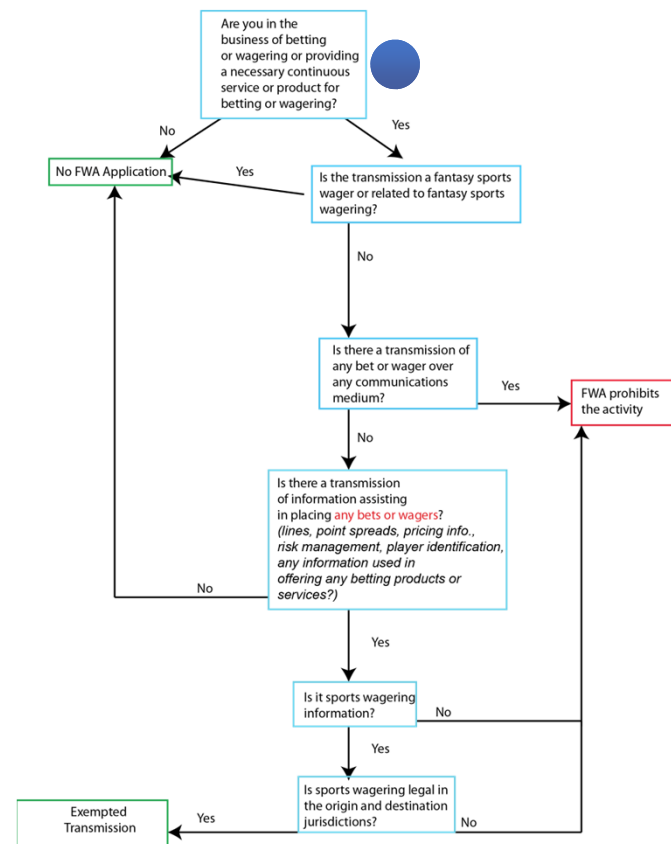 Are you in the
business of betting
or wagering or providing
a necessary continuous
service or product for
betting or wagering?
No
Yes
No FWA Application
Yes
Is the transmission a fantasy sports
wager or related to fantasy sports
wagering?
No
Is there a transmission of
any bet or wager over
any communications
medium?
Yes
FWA prohibits
the activity
No
Is there a transmission
of information assisting
in placing any bets or wagers?
(lines, point spreads, pricing info.,
risk management, player identification,
any information used in
offering any betting products or
services?)
No
Yes
Is it sports wagering
information?
No
Yes
Is sports wagering legal in
the origin and destination
jurisdictions?
Exempted
Transmission
Yes
No